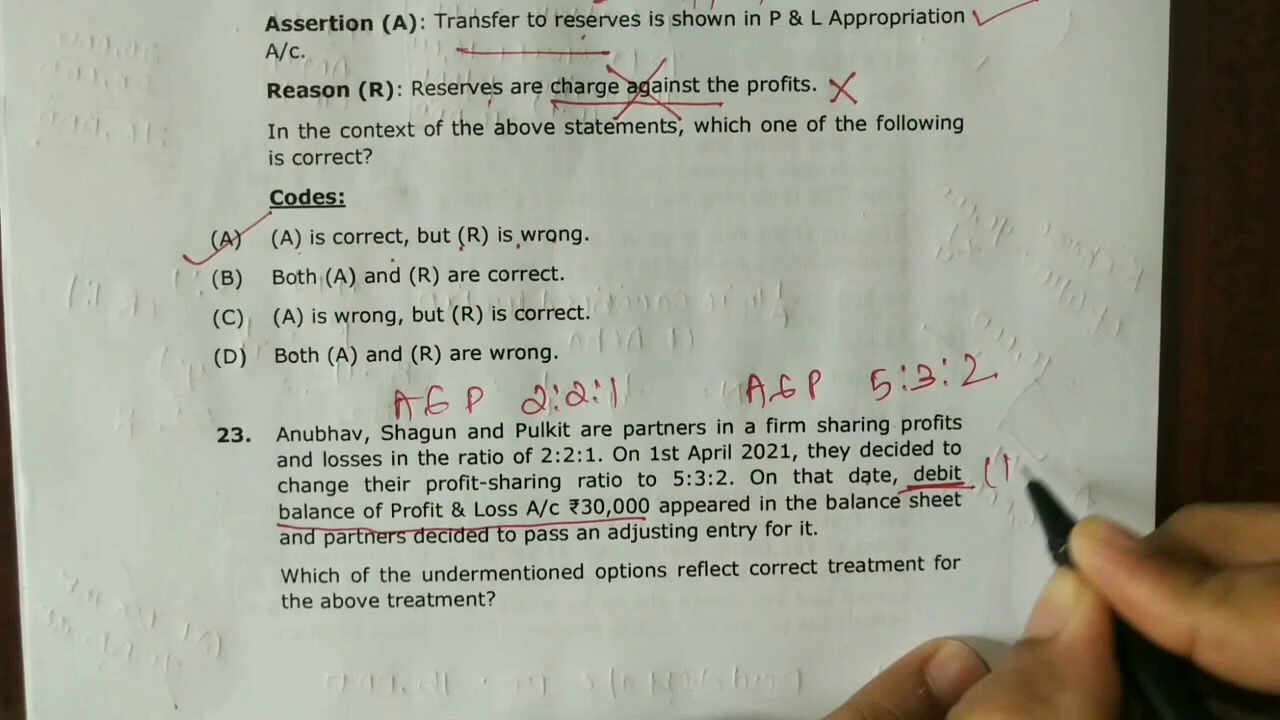 Assertion (A): Transfer to reserves is shown in P & L Appropriation
A/c.
Reason (R): Reserves are charge against the profits.
In the context of the above statements, which one of the following
is correct?
Codes:
(A) (A) is correct, but (R) is wrong.
(B) Both (A) and (R) are correct.
(C) (A) is wrong, but (R) is correct.
(D) Both (A) and (R) are wrong.
A G P 2:2:1 A G P 5:3:2
23. Anubhav, Shagun and Pulkit are partners in a firm sharing profits
and losses in the ratio of 2:2:1. On 1st April 2021, they decided to
change their profit-sharing ratio to 5:3:2. On that date, debit
balance of Profit & Loss A/c ₹30,000 appeared in the balance sheet
and partners decided to pass an adjusting entry for it.
Which of the undermentioned options reflect correct treatment for
the above treatment?